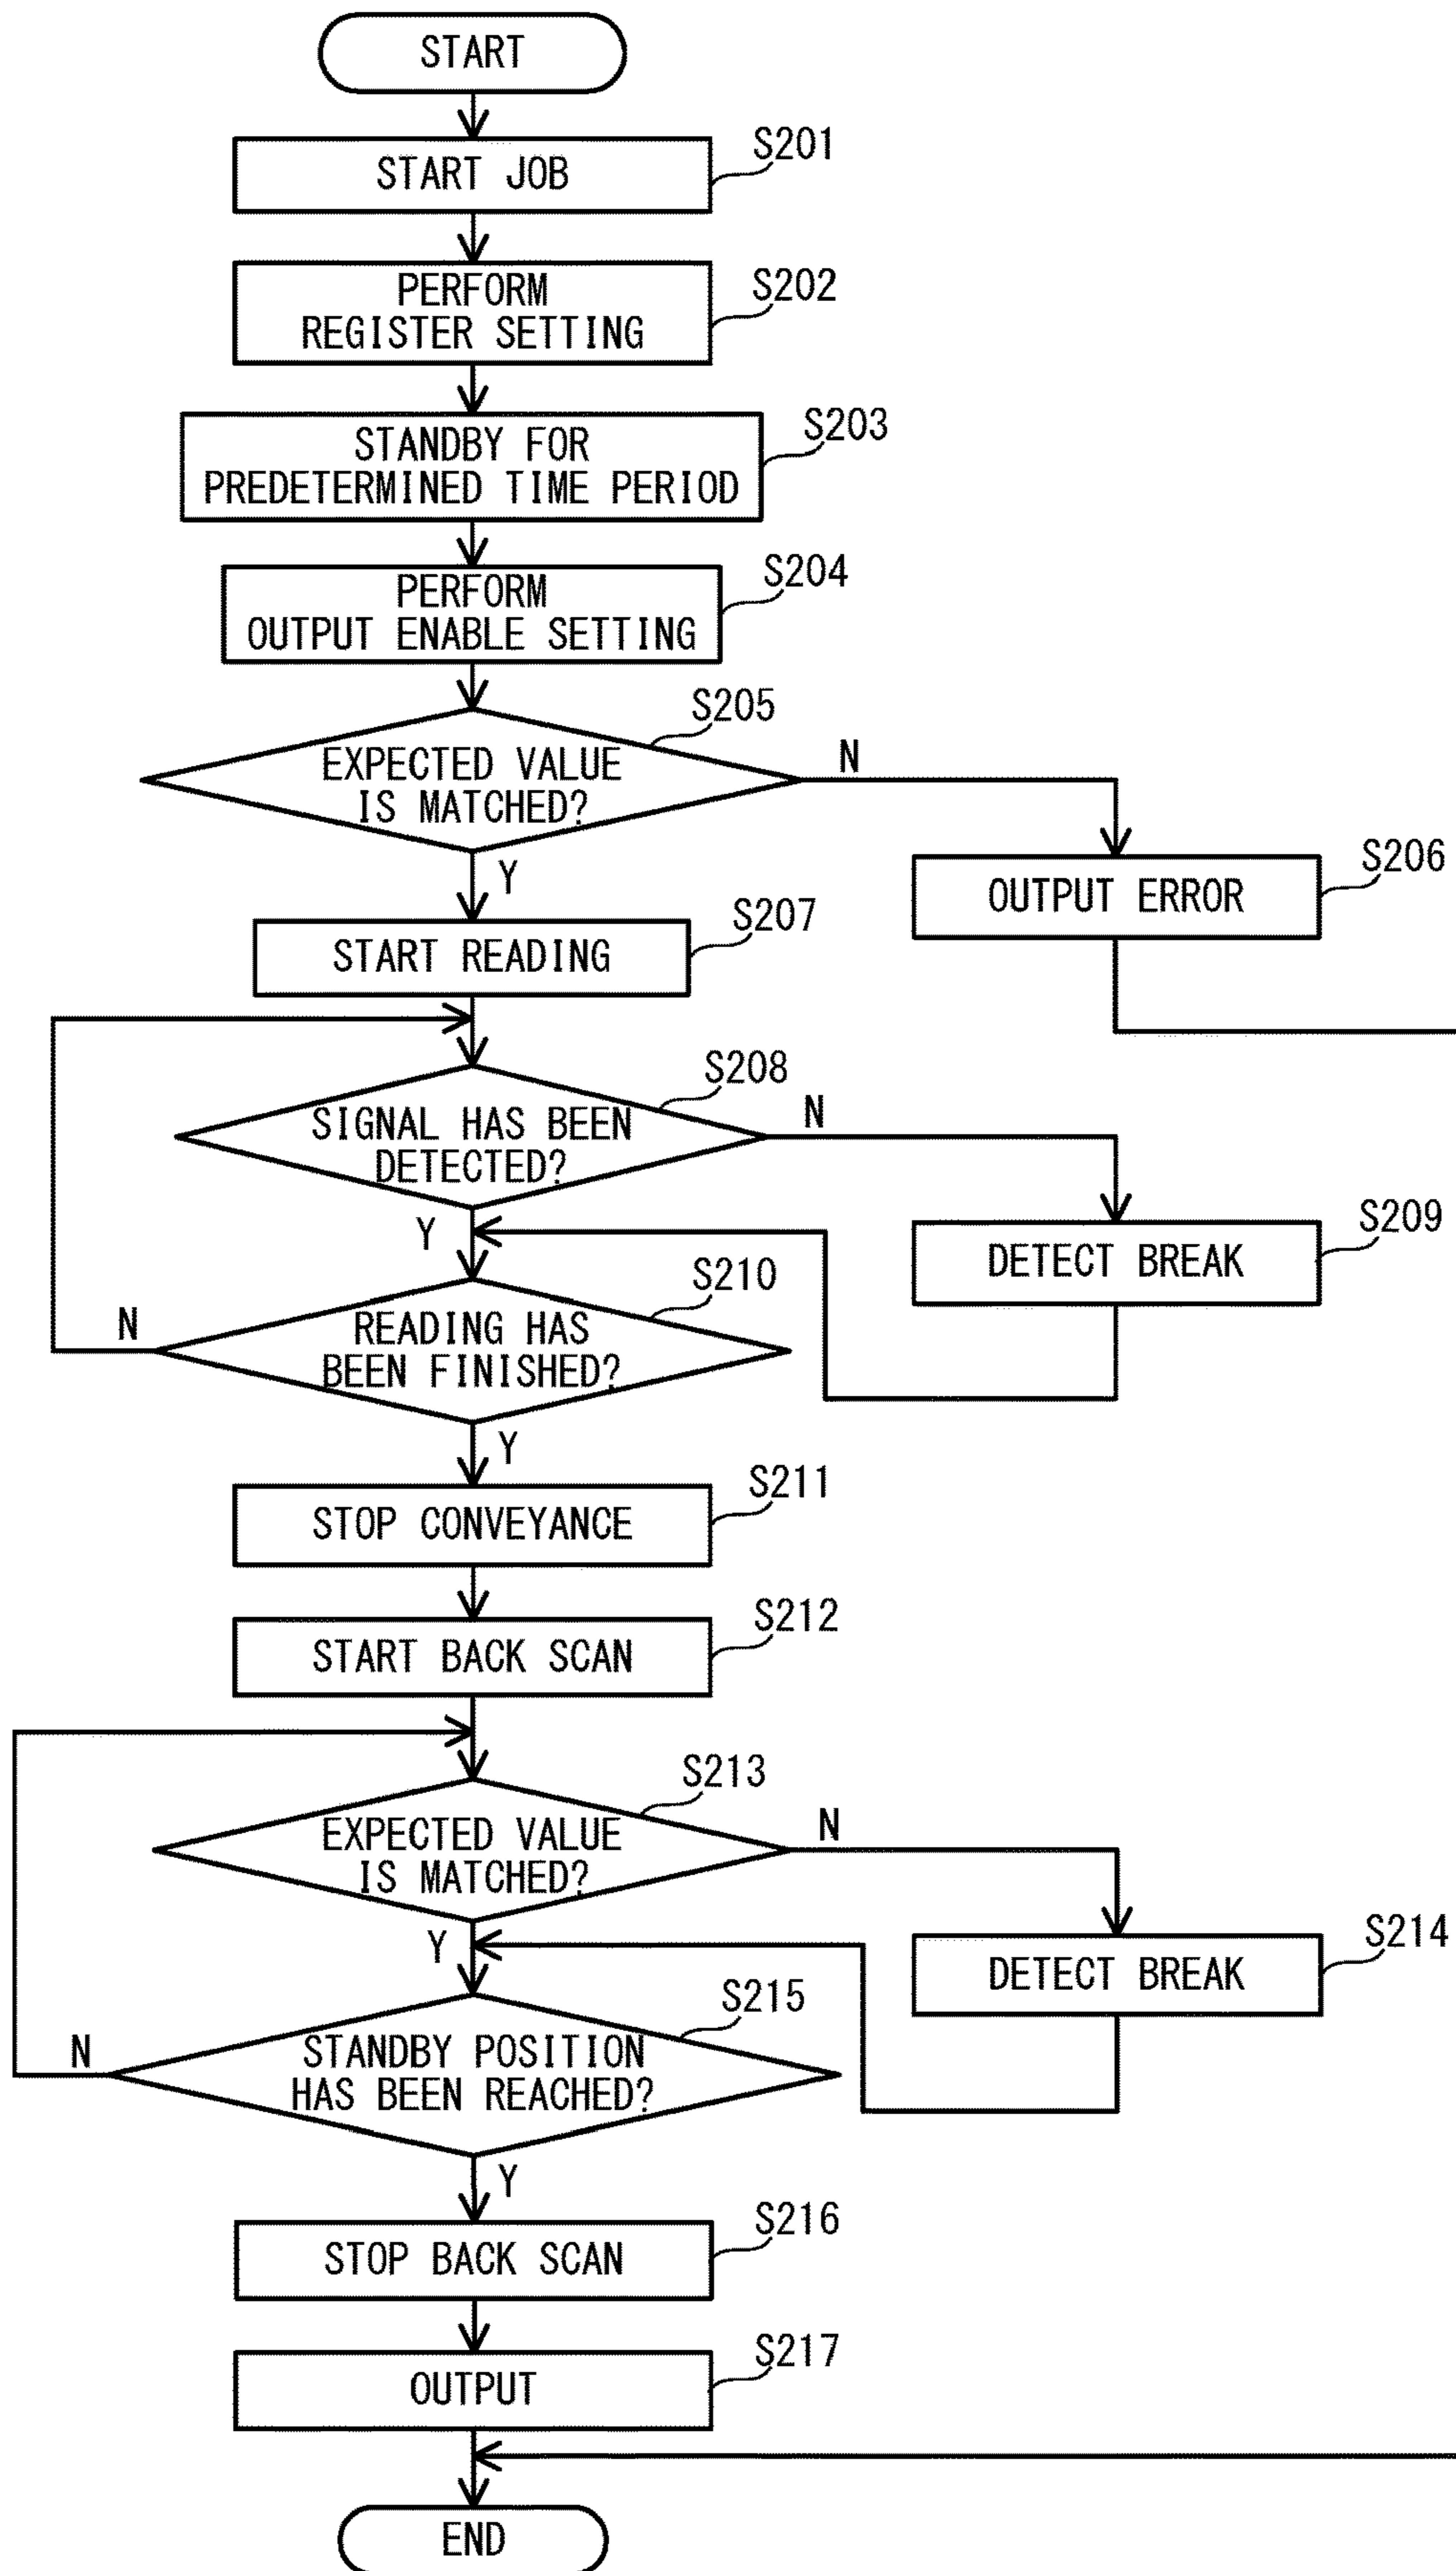 START
START JOB
S201
PERFORM
REGISTER SETTING
S202
STANDBY FOR
PREDETERMINED TIME PERIOD
S203
PERFORM
OUTPUT ENABLE SETTING
S204
EXPECTED VALUE
IS MATCHED?
S205
N
Y
OUTPUT ERROR
S206
START READING
S207
SIGNAL HAS BEEN
DETECTED?
S208
N
Y
DETECT BREAK
S209
READING HAS
BEEN FINISHED?
S210
N
Y
STOP CONVEYANCE
S211
START BACK SCAN
S212
EXPECTED VALUE
IS MATCHED?
S213
N
Y
DETECT BREAK
S214
STANDBY POSITION
HAS BEEN REACHED?
S215
N
Y
STOP BACK SCAN
S216
OUTPUT
S217
END